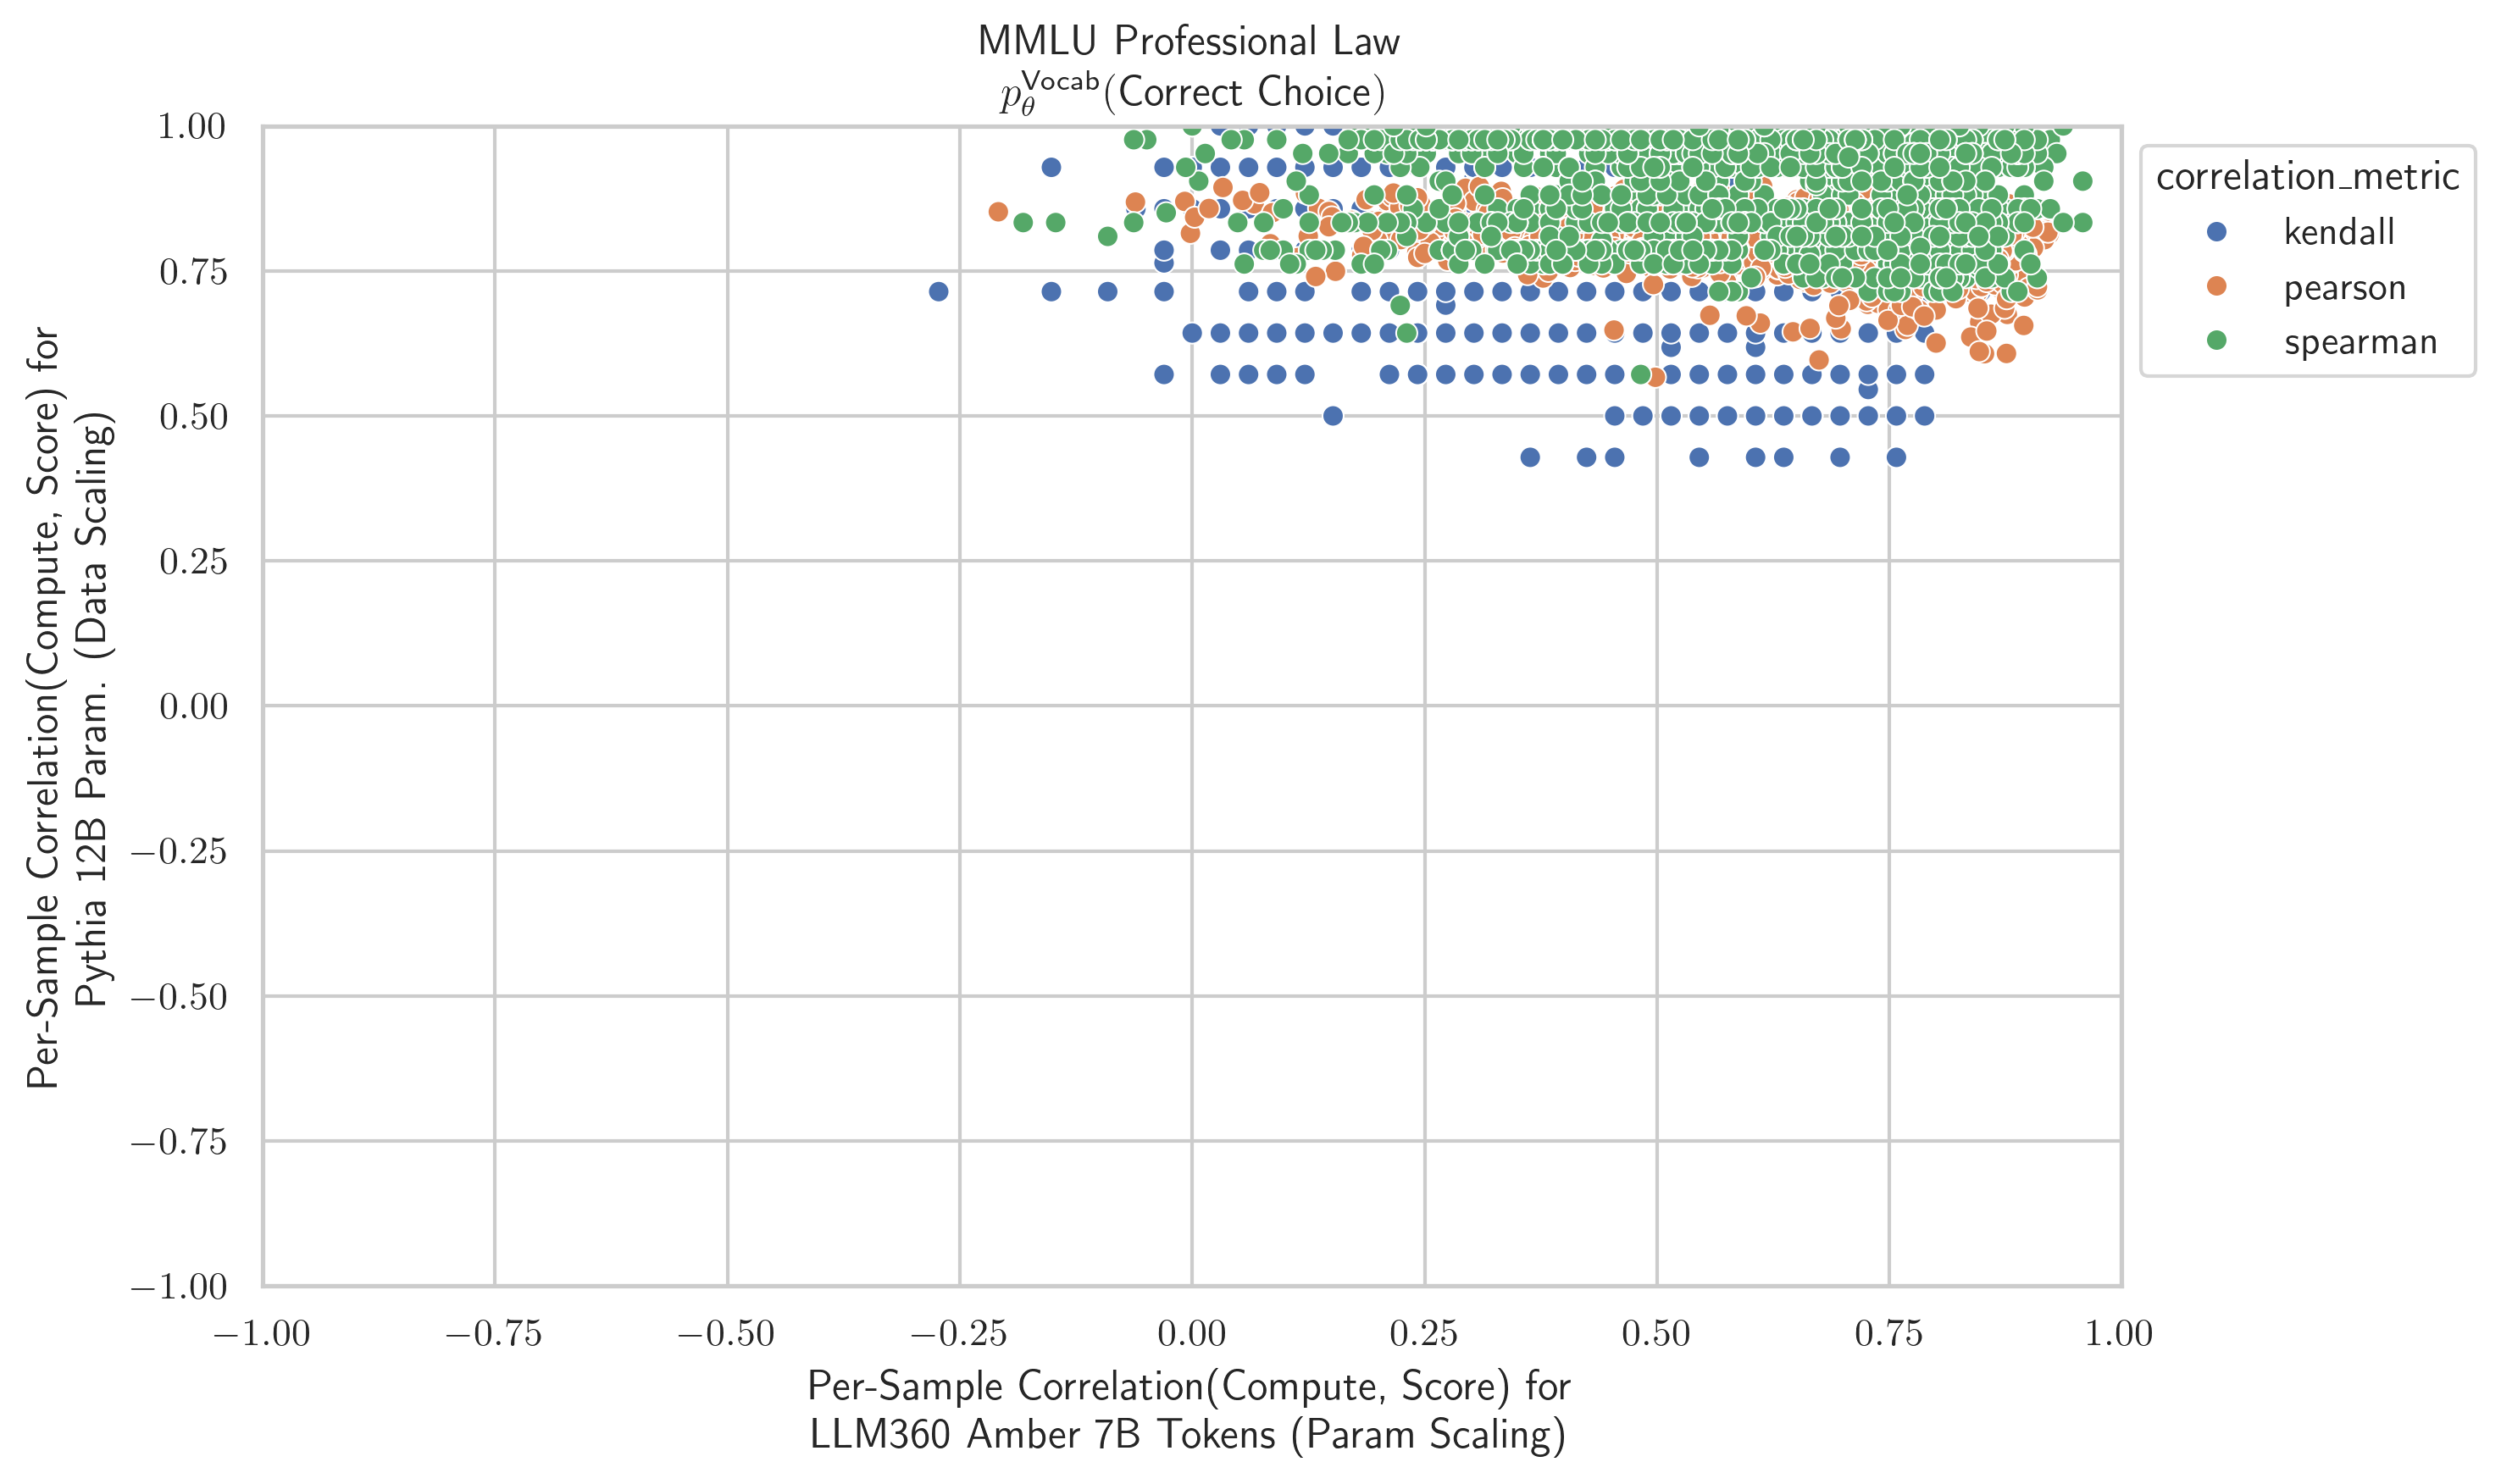 MMLU Professional Law
p_θ^Vocab(Correct Choice)
Per-Sample Correlation(Compute, Score) for
Pythia 12B Param. (Data Scaling)
1.00
0.75
0.50
0.25
0.00
−0.25
−0.50
−0.75
−1.00
−1.00 −0.75 −0.50 −0.25 0.00 0.25 0.50 0.75 1.00
Per-Sample Correlation(Compute, Score) for
LLM360 Amber 7B Tokens (Param Scaling)
correlation_metric
kendall
pearson
spearman